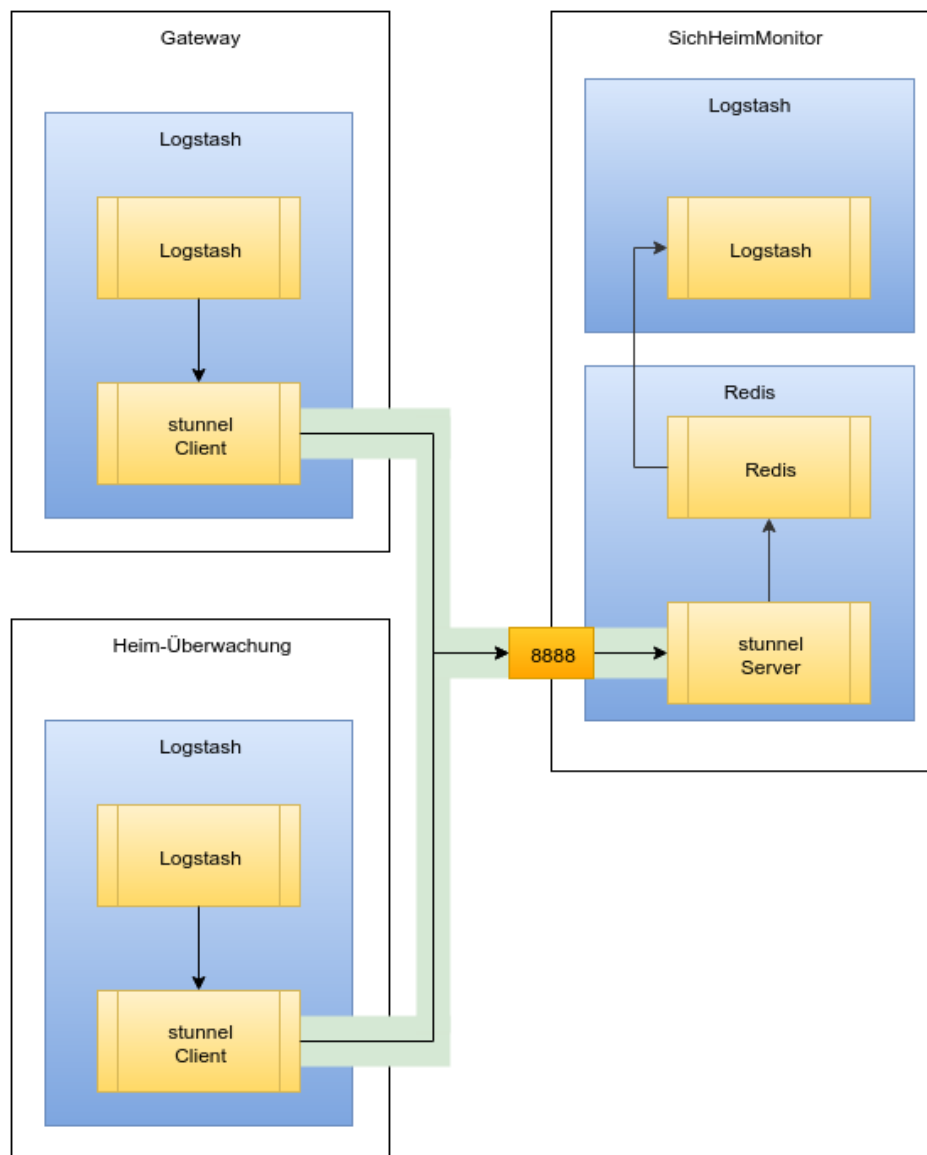 Gateway
Logstash
Logstash
stunnel
Client
Heim-Überwachung
Logstash
Logstash
stunnel
Client
8888
SichHeimMonitor
Logstash
Logstash
Redis
Redis
stunnel
Server